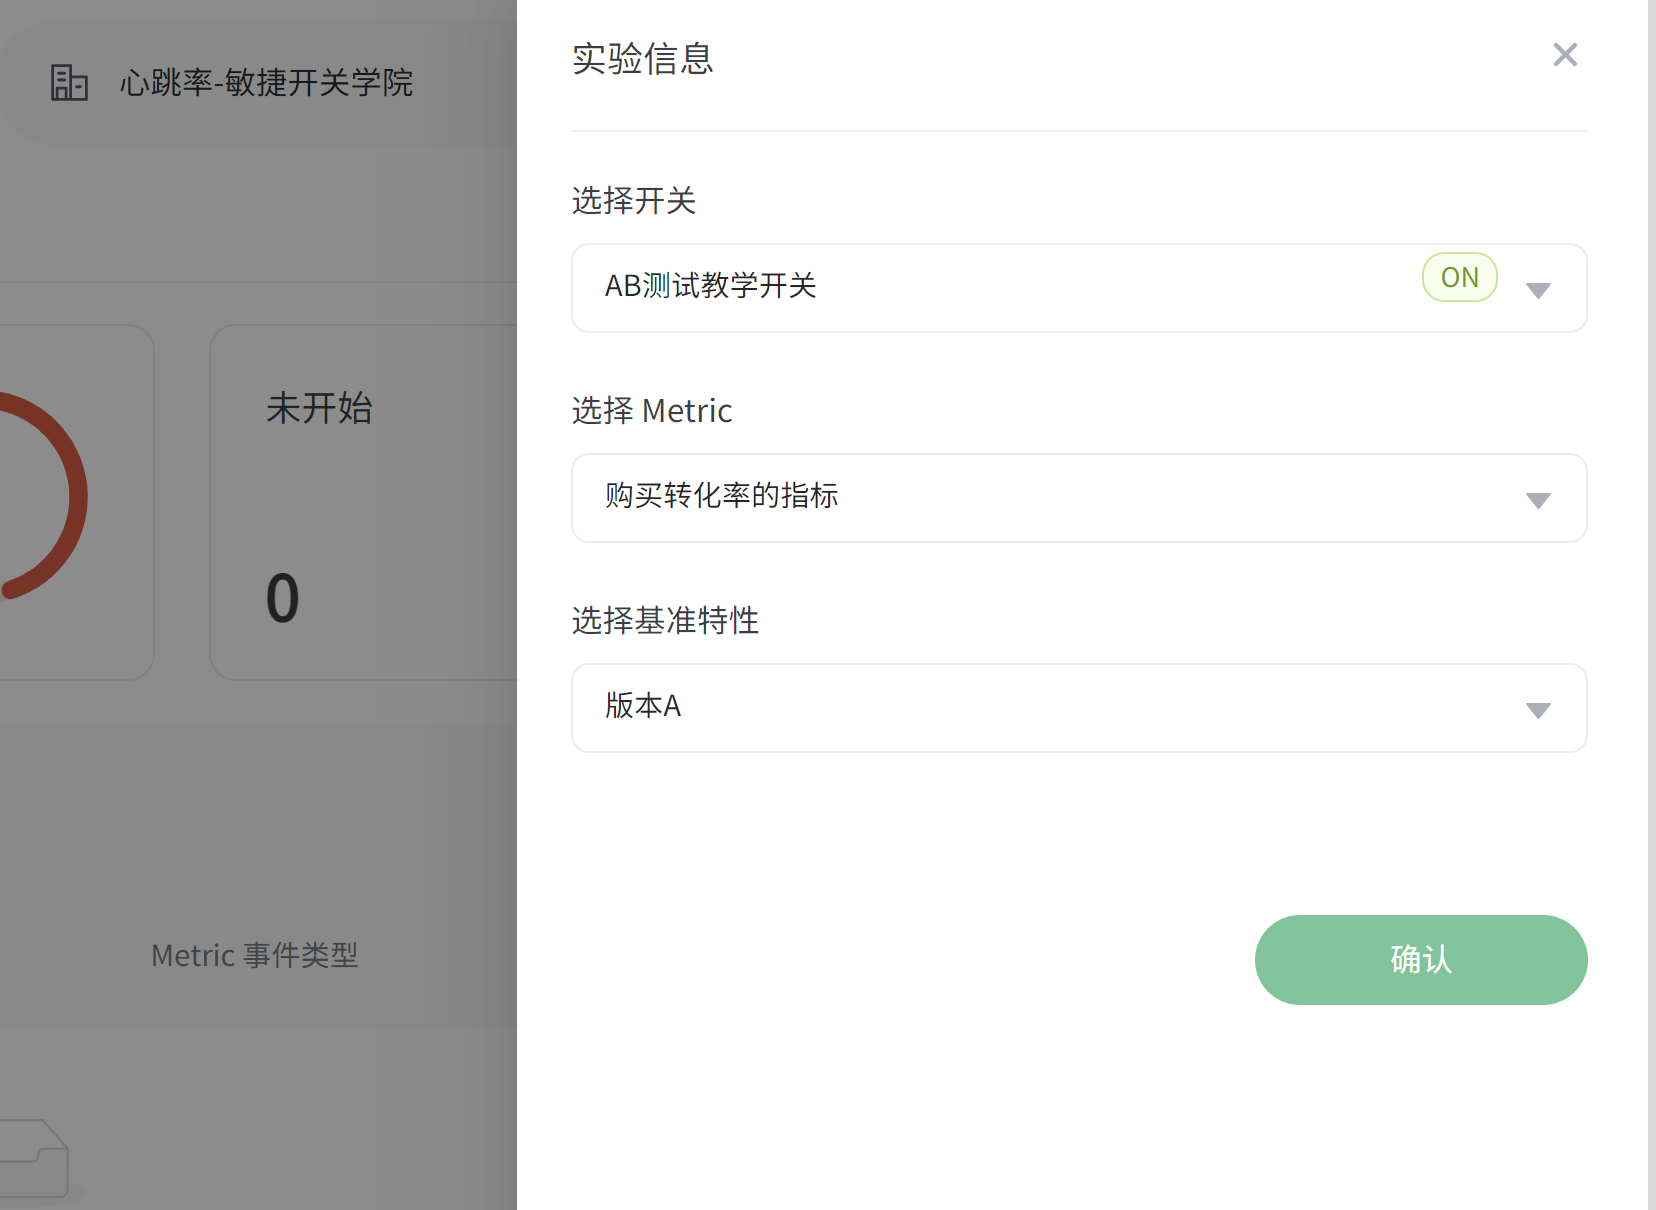 心跳率-敏捷开关学院
未开始
0
Metric 事件类型
实验信息
选择开关
AB测试教学开关
ON
选择 Metric
购买转化率的指标
选择基准特性
版本A
确认